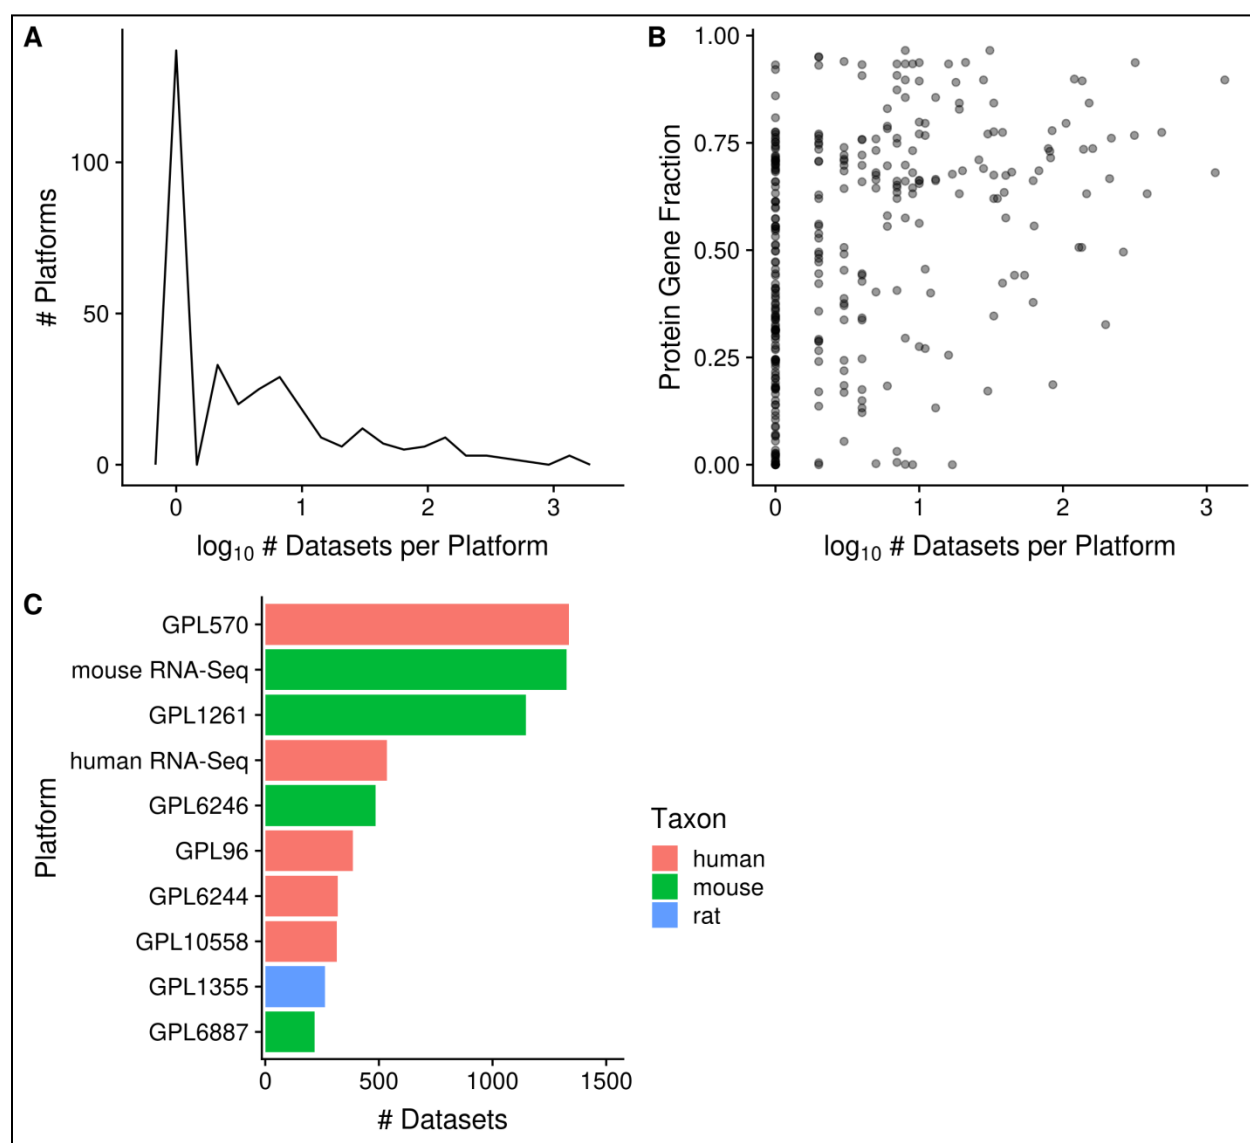 A
# Platforms
100
50
0
0 1 2 3
log₁₀ # Datasets per Platform
B
Protein Gene Fraction
1.00
0.75
0.50
0.25
0.00
0 1 2 3
log₁₀ # Datasets per Platform
C
Platform
GPL570
mouse RNA-Seq
GPL1261
human RNA-Seq
GPL6246
GPL96
GPL6244
GPL10558
GPL1355
GPL6887
0 500 1000 1500
# Datasets
Taxon
human
mouse
rat